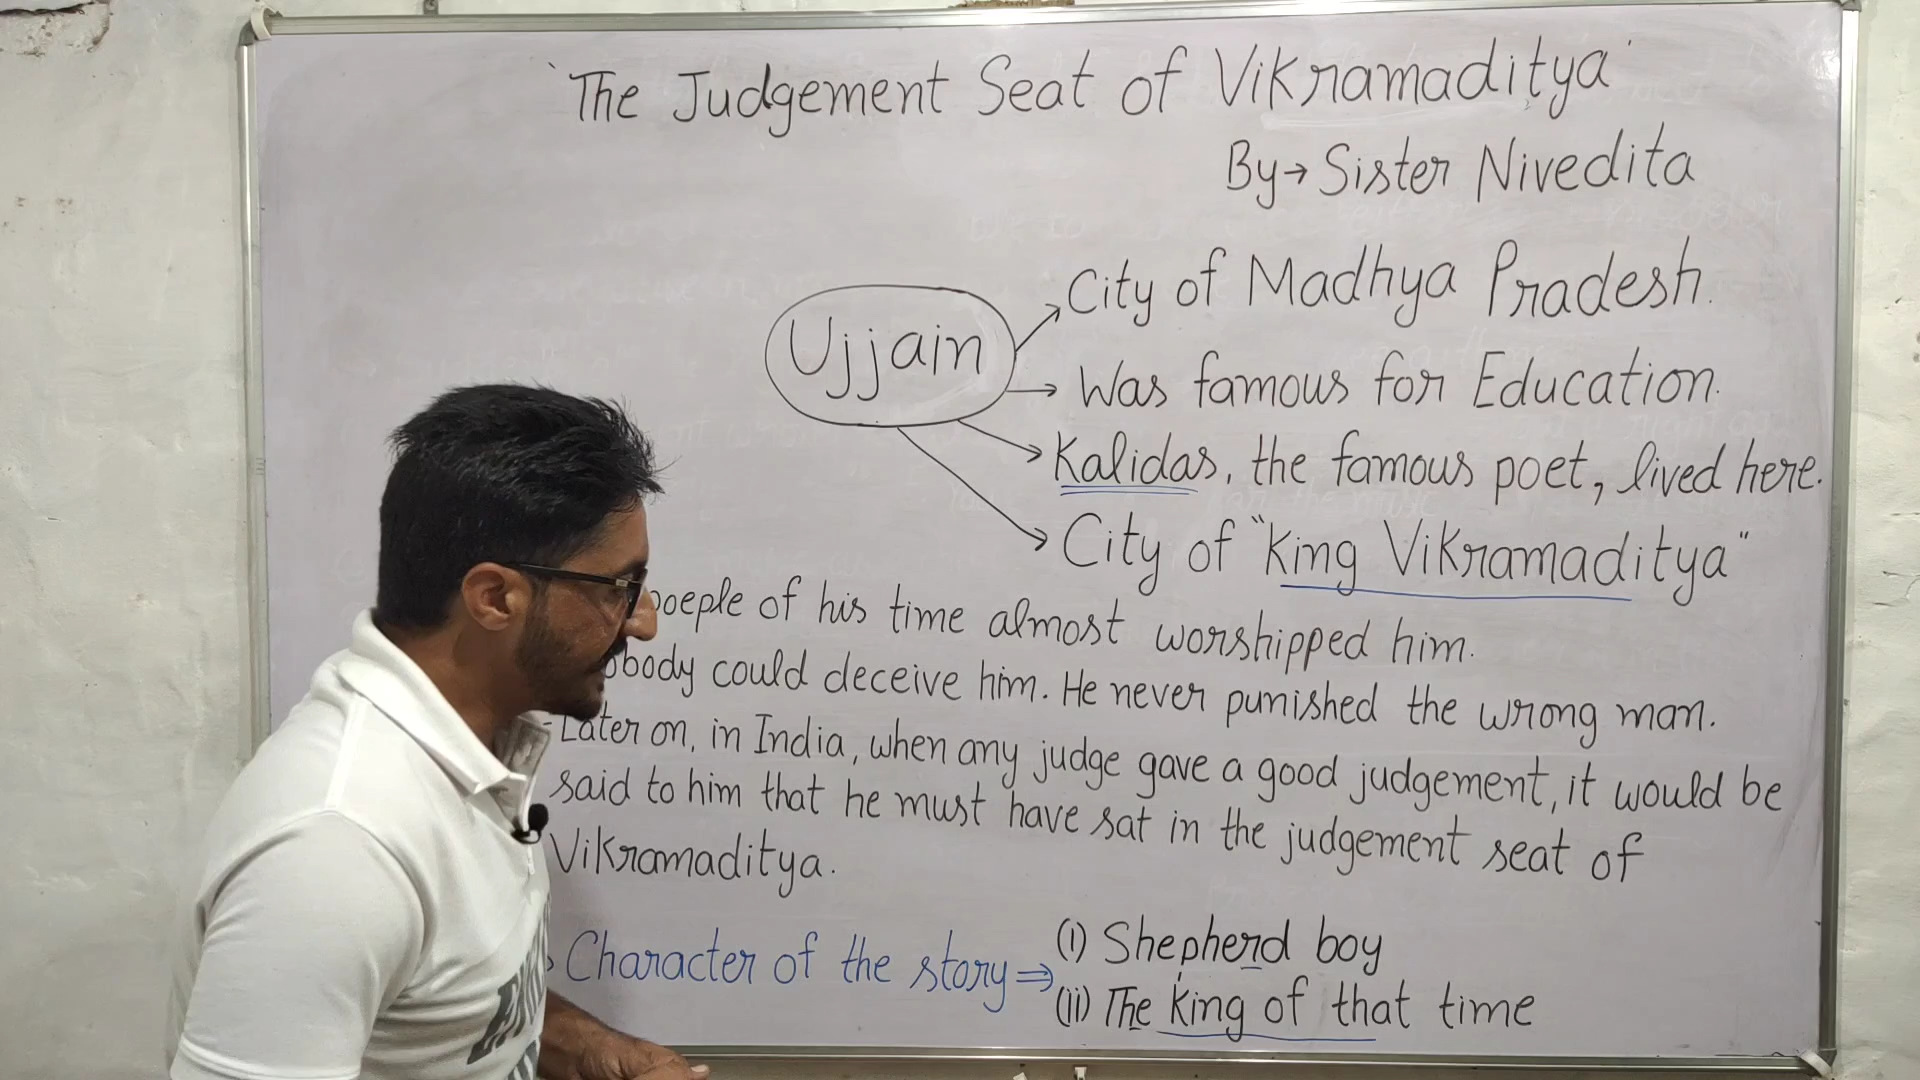 'The Judgement Seat of Vikramaditya'
By→ Sister Nivedita
Ujjain
City of Madhya Pradesh.
Was famous for Education.
Kalidas, the famous poet, lived here.
City of "King Vikramaditya"
poeple of his time almost worshipped him.
body could deceive him. He never punished the wrong man.
- Later on, in India, when any judge gave a good judgement, it would be
said to him that he must have sat in the judgement seat of
Vikramaditya.
Character of the story ⇒
(i) Shepherd boy
(ii) The king of that time